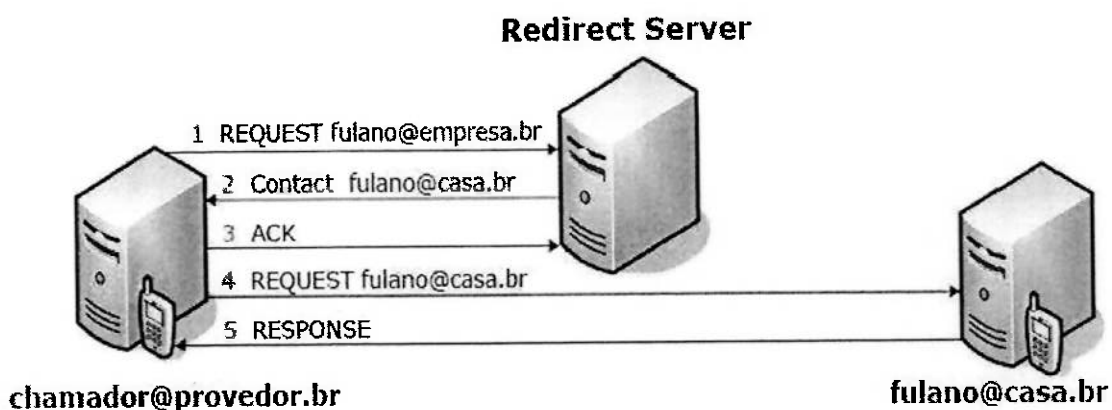 Redirect Server
1 REQUEST fulano@empresa.br
2 Contact fulano@casa.br
3 ACK
4 REQUEST fulano@casa.br
5 RESPONSE
chamador@provedor.br
fulano@casa.br